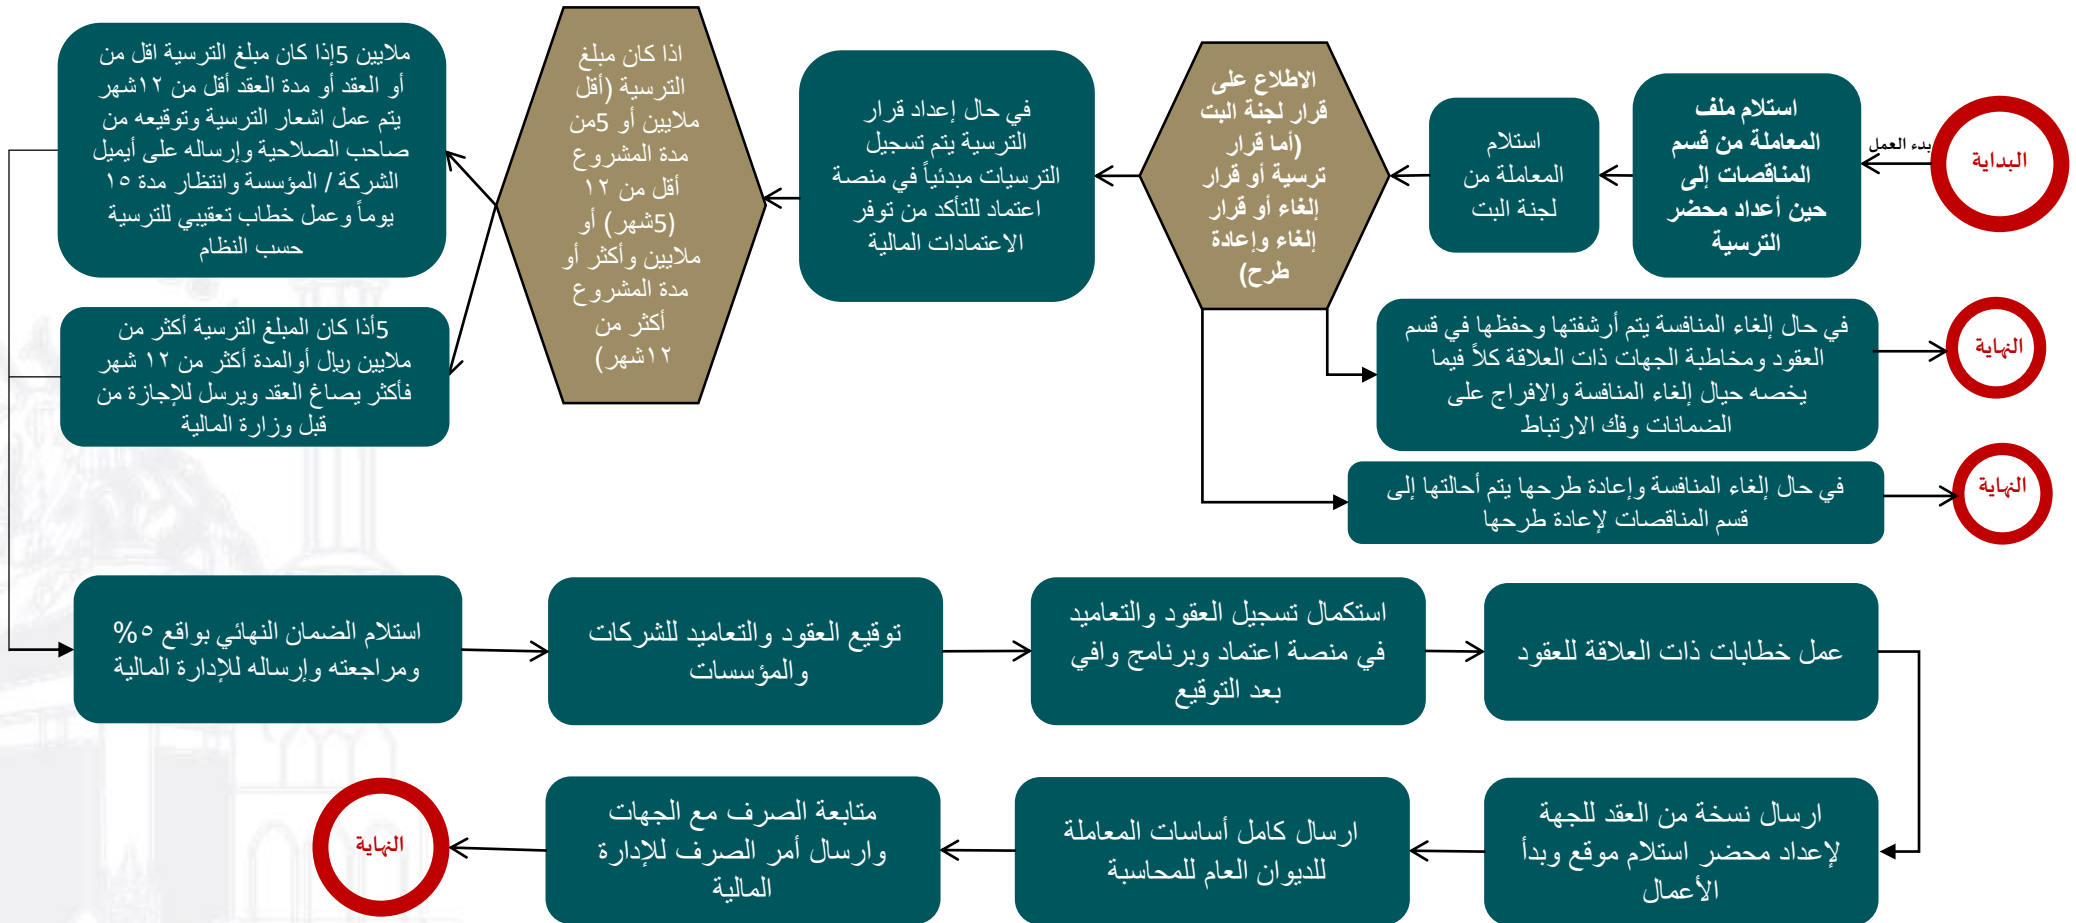 البداية
بدء العمل
استلام ملف
المعاملة من قسم
المناقصات إلى
حين أعداد محضر
الترسية
استلام
المعاملة من
لجنة البت
الاطلاع على
قرار لجنة البت
(أما قرار
ترسية أو قرار
إلغاء أو قرار
إلغاء وإعادة
طرح)
في حال إعداد قرار
الترسية يتم تسجيل
الترسيات مبدئياً في منصة
اعتماد للتأكد من توفر
الاعتمادات المالية
اذا كان مبلغ
الترسية (أقل
من5 ملايين أو
مدة المشروع
أقل من ١٢
شهر) أو (5
ملايين وأكثر أو
مدة المشروع
أكثر من
١٢شهر)
إذا كان مبلغ الترسية اقل من 5ملايين
أو العقد أو مدة العقد أقل من ١٢شهر
يتم عمل اشعار الترسية وتوقيعه من
صاحب الصلاحية وإرساله على أيميل
الشركة / المؤسسة وانتظار مدة ١٥
يوماً وعمل خطاب تعقيبي للترسية
حسب النظام
أذا كان المبلغ الترسية أكثر من 5
ملايين ريال أوالمدة أكثر من ١٢ شهر
فأكثر يصاغ العقد ويرسل للإجازة من
قبل وزارة المالية
في حال إلغاء المنافسة يتم أرشفتها وحفظها في قسم
العقود ومخاطبة الجهات ذات العلاقة كلاً فيما
يخصه حيال إلغاء المنافسة والافراج على
الضمانات وفك الارتباط
النهاية
في حال إلغاء المنافسة وإعادة طرحها يتم أحالتها إلى
قسم المناقصات لإعادة طرحها
النهاية
استلام الضمان النهائي بواقع ٥%
ومراجعته وإرساله للإدارة المالية
توقيع العقود والتعاميد للشركات
والمؤسسات
استكمال تسجيل العقود والتعاميد
في منصة اعتماد وبرنامج وافي
بعد التوقيع
عمل خطابات ذات العلاقة للعقود
ارسال نسخة من العقد للجهة
لإعداد محضر استلام موقع وبدأ
الأعمال
ارسال كامل أساسات المعاملة
للديوان العام للمحاسبة
متابعة الصرف مع الجهات
وارسال أمر الصرف للإدارة
المالية
النهاية